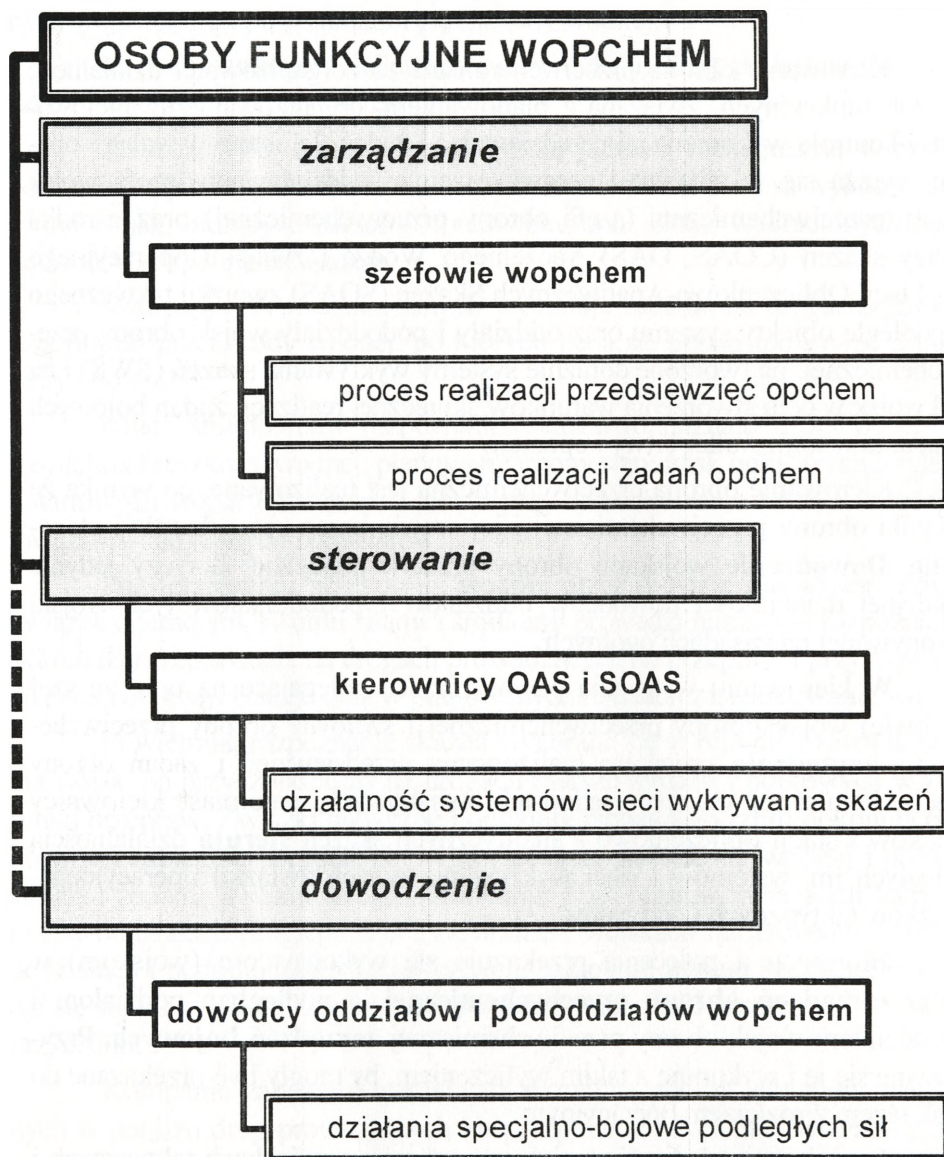 OSOBY FUNKCYJNE WOPCHEM
zarządzanie
szefowie wopchem
proces realizacji przedsięwzięć opchem
proces realizacji zadań opchem
sterowanie
kierownicy OAS i SOAS
działalność systemów sieci wykrywania skażeń
dowodzenie
dowódcy oddziałów i pododdziałów wopchem
działania specjalno-bojowe podległych sił